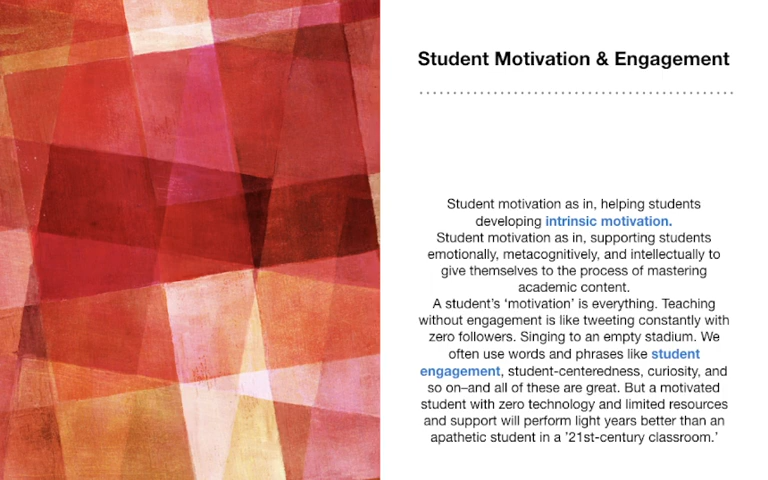 Student Motivation & Engagement
Student motivation as in, helping students
developing intrinsic motivation.
Student motivation as in, supporting students
emotionally, metacognitively, and intellectually to
give themselves to the process of mastering
academic content.
A student’s ‘motivation’ is everything. Teaching
without engagement is like tweeting constantly with
zero followers. Singing to an empty stadium. We
often use words and phrases like student
engagement, student-centeredness, curiosity, and
so on–and all of these are great. But a motivated
student with zero technology and limited resources
and support will perform light years better than an
apathetic student in a ’21st-century classroom.’